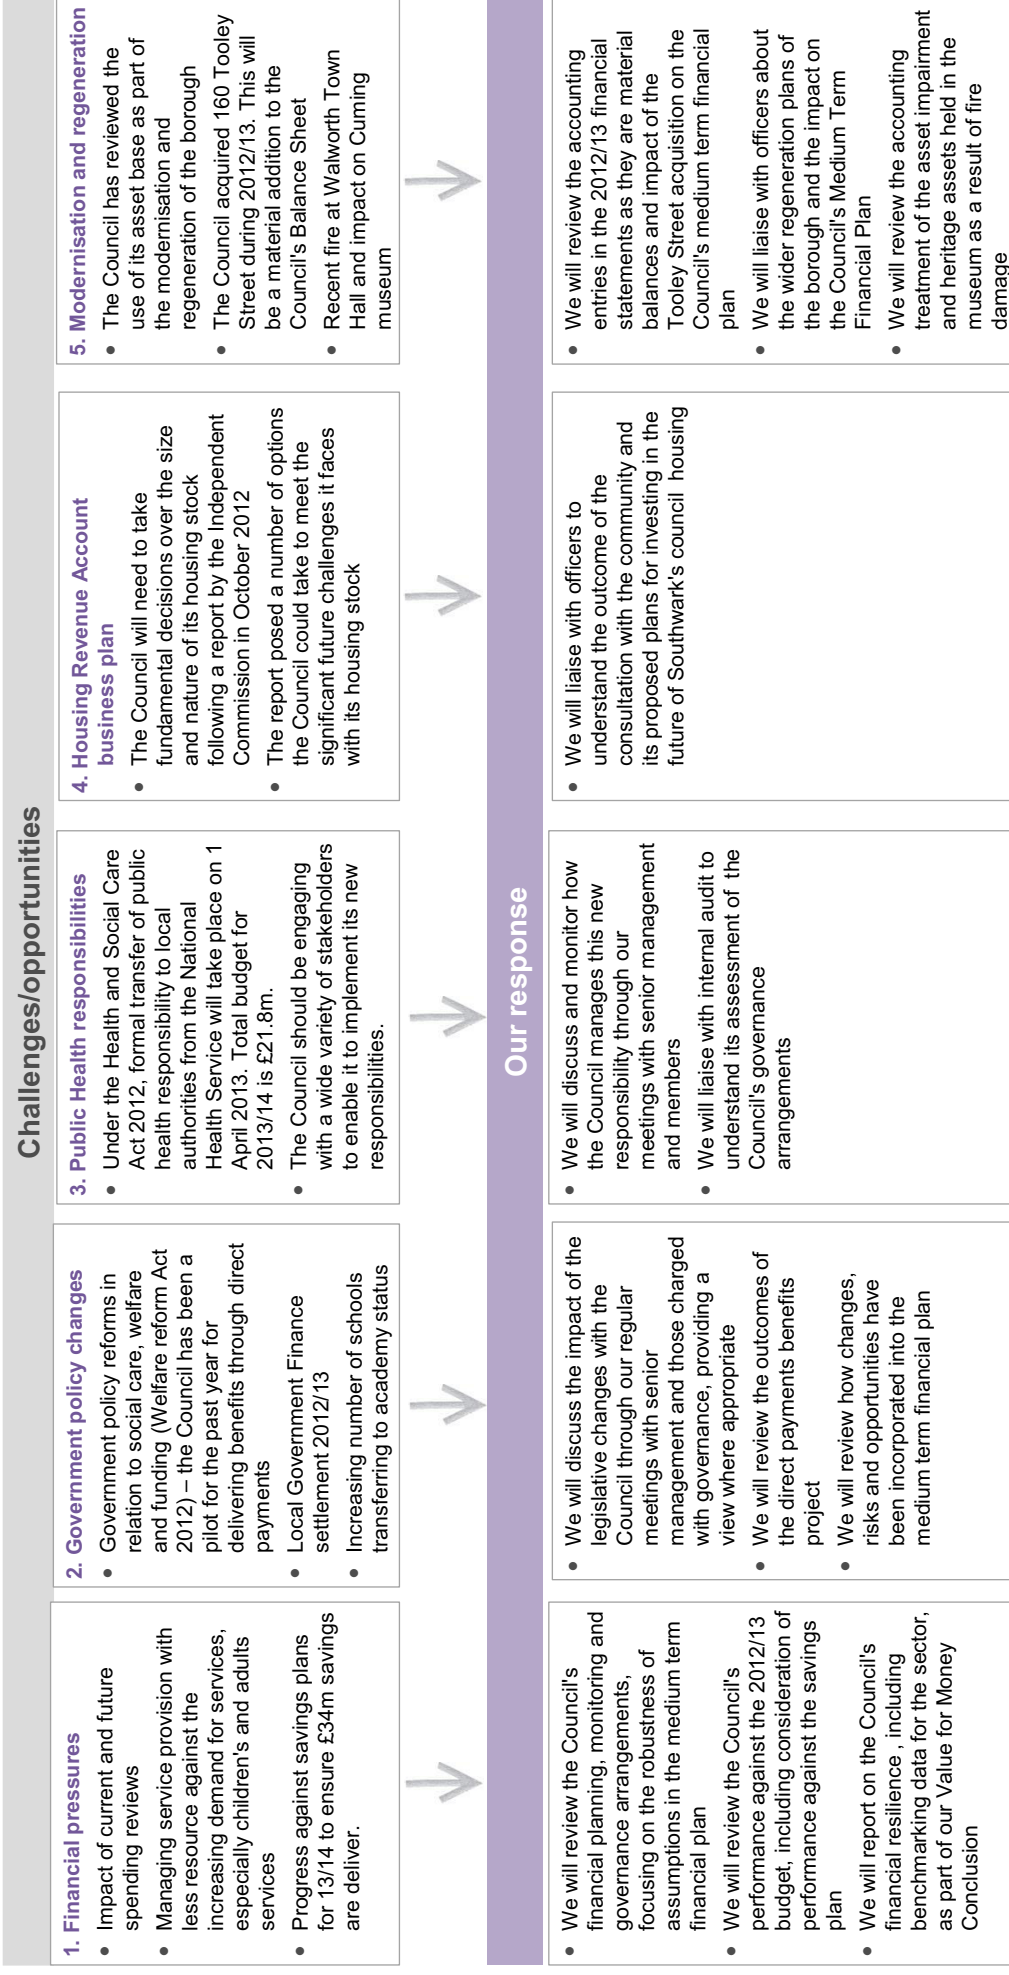 Challenges/opportunities
1. Financial pressures
• Impact of current and future
spending reviews
• Managing service provision with
less resource against the
increasing demand for services,
especially children's and adults
services
• Progress against savings plans
for 13/14 to ensure £34m savings
are deliver.
2. Government policy changes
• Government policy reforms in
relation to social care, welfare
and funding (Welfare reform Act
2012) – the Council has been a
pilot for the past year for
delivering benefits through direct
payments
• Local Government Finance
settlement 2012/13
• Increasing number of schools
transferring to academy status
3. Public Health responsibilities
• Under the Health and Social Care
Act 2012, formal transfer of public
health responsibility to local
authorities from the National
Health Service will take place on 1
April 2013. Total budget for
2013/14 is £21.8m.
• The Council should be engaging
with a wide variety of stakeholders
to enable it to implement its new
responsibilities.
4. Housing Revenue Account
business plan
• The Council will need to take
fundamental decisions over the size
and nature of its housing stock
following a report by the Independent
Commission in October 2012
• The report posed a number of options
the Council could take to meet the
significant future challenges it faces
with its housing stock
5. Modernisation and regeneration
• The Council has reviewed the
use of its asset base as part of
the modernisation and
regeneration of the borough
• The Council acquired 160 Tooley
Street during 2012/13. This will
be a material addition to the
Council's Balance Sheet
• Recent fire at Walworth Town
Hall and impact on Cuming
museum
Our response
• We will review the Council's
financial planning, monitoring and
governance arrangements,
focusing on the robustness of
assumptions in the medium term
financial plan
• We will review the Council's
performance against the 2012/13
budget, including consideration of
performance against the savings
plan
• We will report on the Council's
financial resilience , including
benchmarking data for the sector,
as part of our Value for Money
Conclusion
• We will discuss the impact of the
legislative changes with the
Council through our regular
meetings with senior
management and those charged
with governance, providing a
view where appropriate
• We will review the outcomes of
the direct payments benefits
project
• We will review how changes,
risks and opportunities have
been incorporated into the
medium term financial plan
• We will discuss and monitor how
the Council manages this new
responsibility through our
meetings with senior management
and members
• We will liaise with internal audit to
understand its assessment of the
Council's governance
arrangements
• We will liaise with officers to
understand the outcome of the
consultation with the community and
its proposed plans for investing in the
future of Southwark's council housing
• We will review the accounting
entries in the 2012/13 financial
statements as they are material
balances and impact of the
Tooley Street acquisition on the
Council's medium term financial
plan
• We will liaise with officers about
the wider regeneration plans of
the borough and the impact on
the Council's Medium Term
Financial Plan
• We will review the accounting
treatment of the asset impairment
and heritage assets held in the
museum as a result of fire
damage